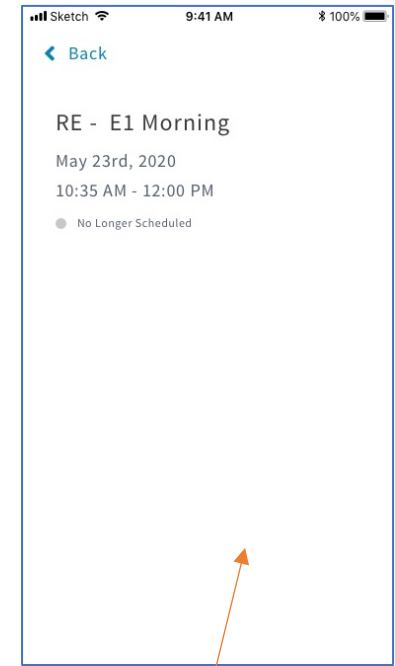 Sketch 9:41 AM 100%
Back
RE - E1 Morning
May 23rd, 2020
10:35 AM - 12:00 PM
No Longer Scheduled